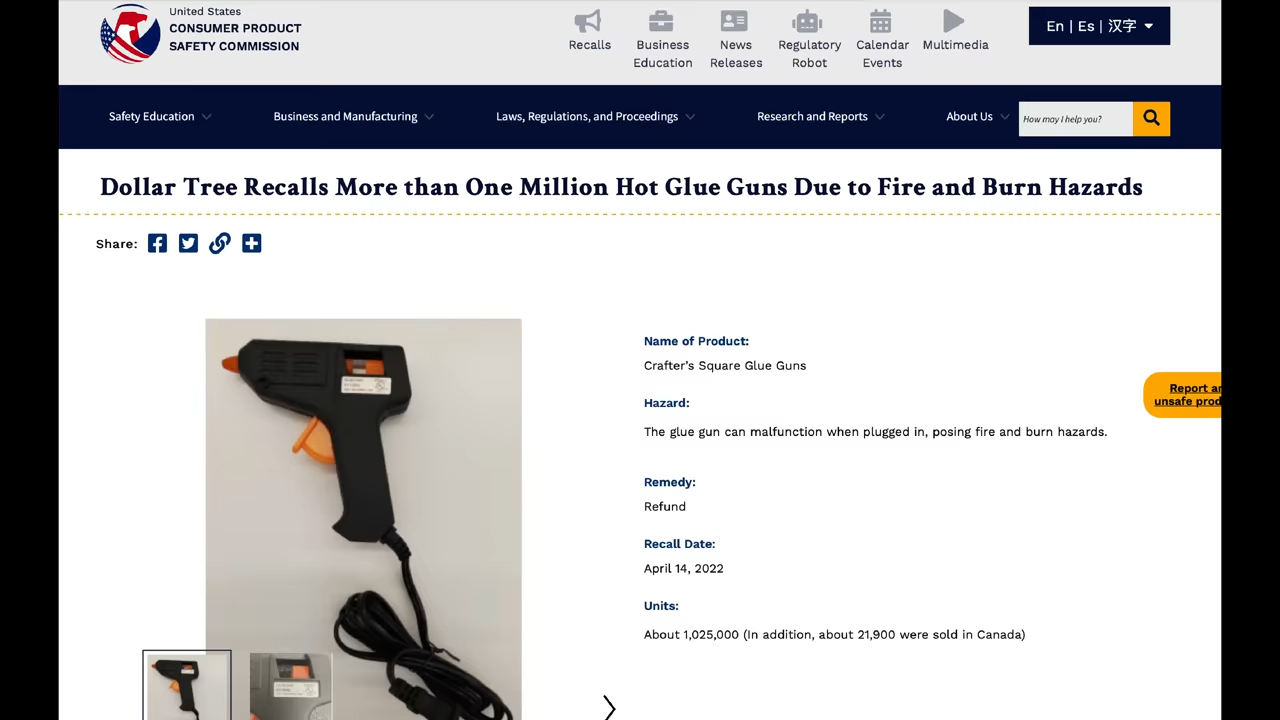 United States
CONSUMER PRODUCT
SAFETY COMMISSION
Recalls
Business
Education
News
Releases
Regulatory
Robot
Calendar
Events
Multimedia
En | Es | 汉字
Safety Education
Business and Manufacturing
Laws, Regulations, and Proceedings
Research and Reports
About Us
How may I help you?
Dollar Tree Recalls More than One Million Hot Glue Guns Due to Fire and Burn Hazards
Share:
Name of Product:
Crafter's Square Glue Guns
Hazard:
The glue gun can malfunction when plugged in, posing fire and burn hazards.
Report
unsafe
Remedy:
Refund
Recall Date:
April 14, 2022
Units:
About 1,025,000 (In addition, about 21,900 were sold in Canada)